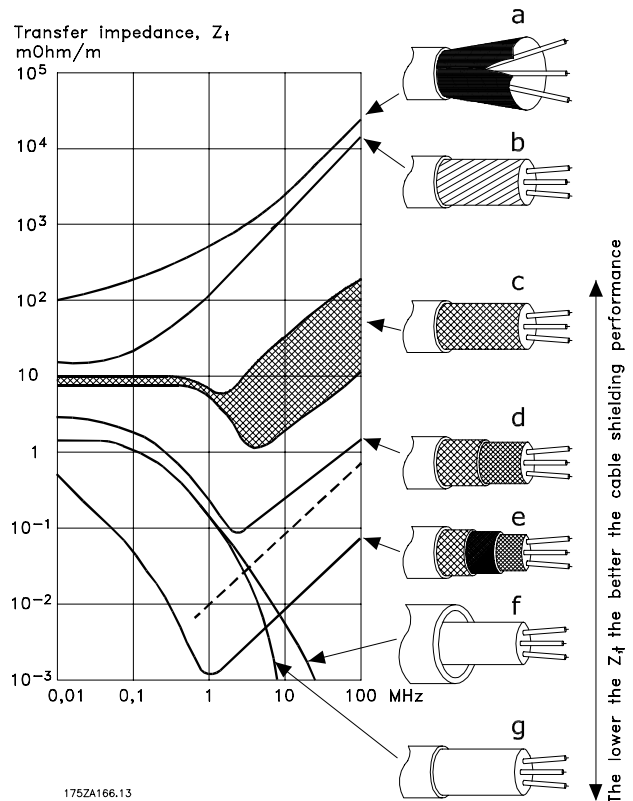 Transfer impedance, Zt
mOhm/m
10⁵
10⁴
10³
10²
10
1
10⁻¹
10⁻²
10⁻³
0,01
0,1
1
10
100 MHz
a
b
c
d
e
f
g
The lower the Zt the better the cable shielding performance
175ZA166.13